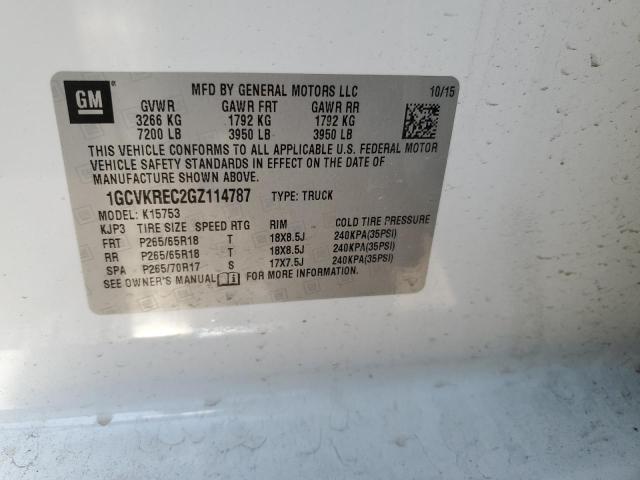 GM
MFD BY GENERAL MOTORS LLC 10/15
GVWR GAWR FRT GAWR RR
3266 KG 1792 KG 1792 KG
7200 LB 3950 LB 3950 LB
THIS VEHICLE CONFORMS TO ALL APPLICABLE U.S. FEDERAL MOTOR
VEHICLE SAFETY STANDARDS IN EFFECT ON THE DATE OF
MANUFACTURE SHOWN ABOVE.
1GCVKREC2GZ114787 TYPE: TRUCK
MODEL: K15753
KJP3 TIRE SIZE SPEED RTG RIM COLD TIRE PRESSURE
FRT P265/65R18 T 18X8.5J 240KPA(35PSI)
RR P265/65R18 T 18X8.5J 240KPA(35PSI)
SPA P265/70R17 S 17X7.5J 240KPA(35PSI)
SEE OWNER'S MANUAL FOR MORE INFORMATION.